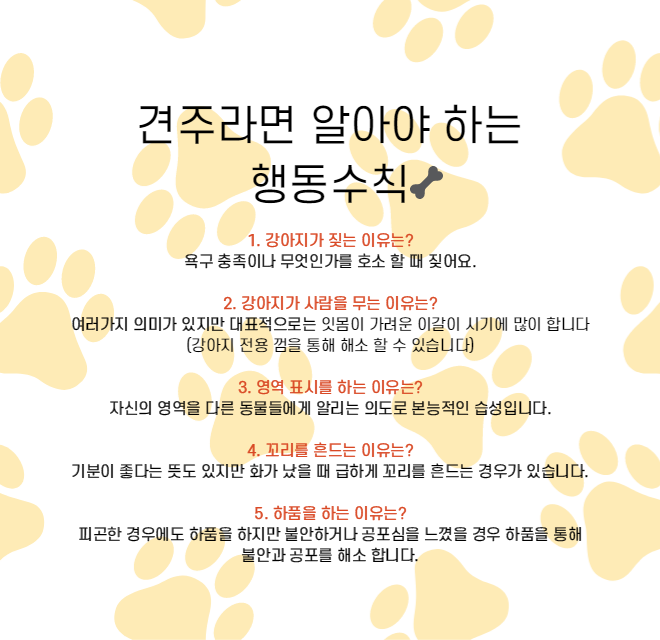 견주라면 알아야 하는
행동수칙
1. 강아지가 짖는 이유는?
욕구 충족이나 무엇인가를 호소 할 때 짖어요.
2. 강아지가 사람을 무는 이유는?
여러가지 의미가 있지만 대표적으로는 잇몸이 가려운 이갈이 시기에 많이 합니다
(강아지 전용 껌을 통해 해소 할 수 있습니다)
3. 영역 표시를 하는 이유는?
자신의 영역을 다른 동물들에게 알리는 의도로 본능적인 습성입니다.
4. 꼬리를 흔드는 이유는?
기분이 좋다는 뜻도 있지만 화가 났을 때 급하게 꼬리를 흔드는 경우가 있습니다.
5. 하품을 하는 이유는?
피곤한 경우에도 하품을 하지만 불안하거나 공포심을 느꼈을 경우 하품을 통해
불안과 공포를 해소 합니다.